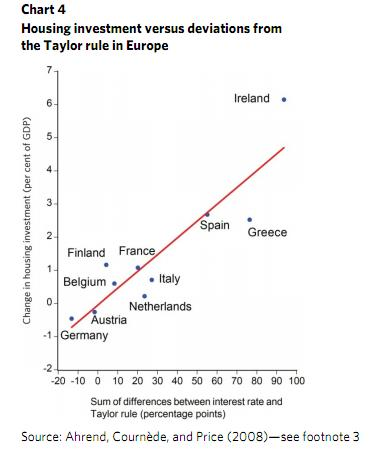 Chart 4
Housing investment versus deviations from
the Taylor rule in Europe
Change in housing investment (per cent of GDP)
7
6
5
4
3
2
1
0
-1
-2
Ireland
Spain
Greece
Finland
France
Belgium
Italy
Netherlands
Austria
Germany
-20 -10 0 10 20 30 40 50 60 70 80 90 100
Sum of differences between interest rate and
Taylor rule (percentage points)
Source: Ahrend, Cournède, and Price (2008)—see footnote 3